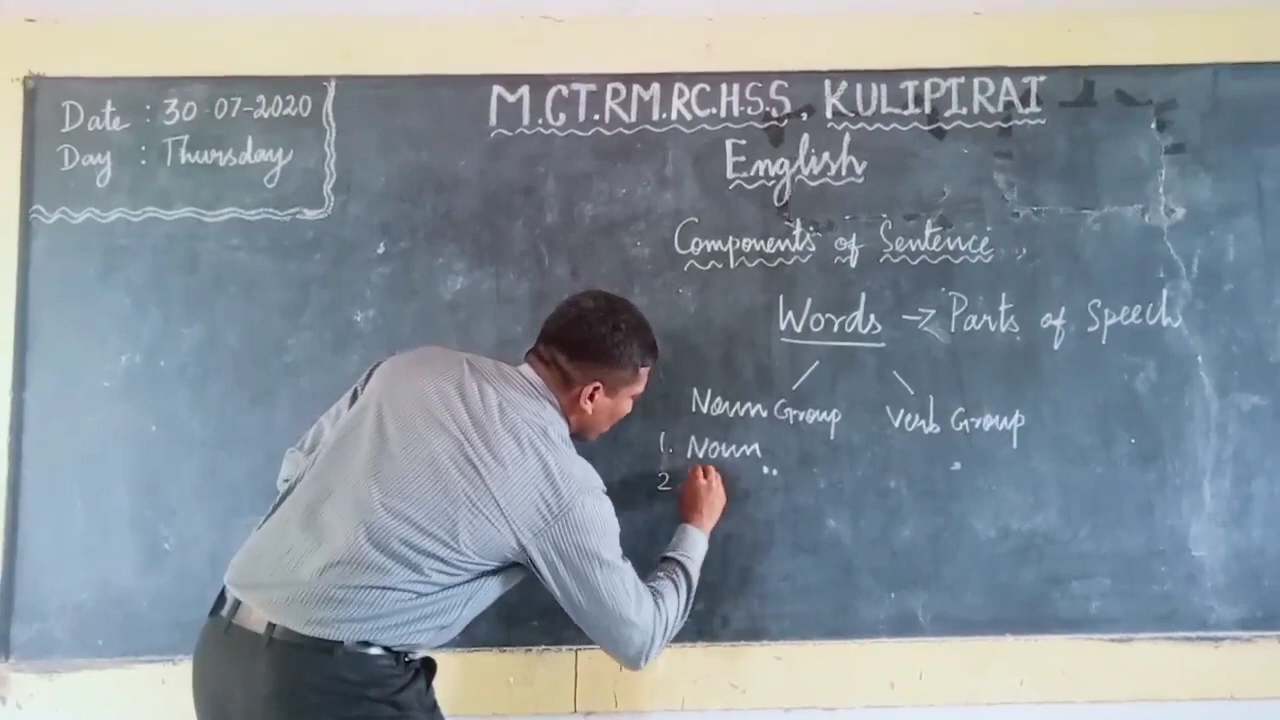 Date : 30-07-2020
Day : Thursday
M.CT.RM.RC.H.S.S, KULIPIRAI
English
Components of Sentence
Words → Parts of Speech
Noun Group Verb Group
1. Noun
2